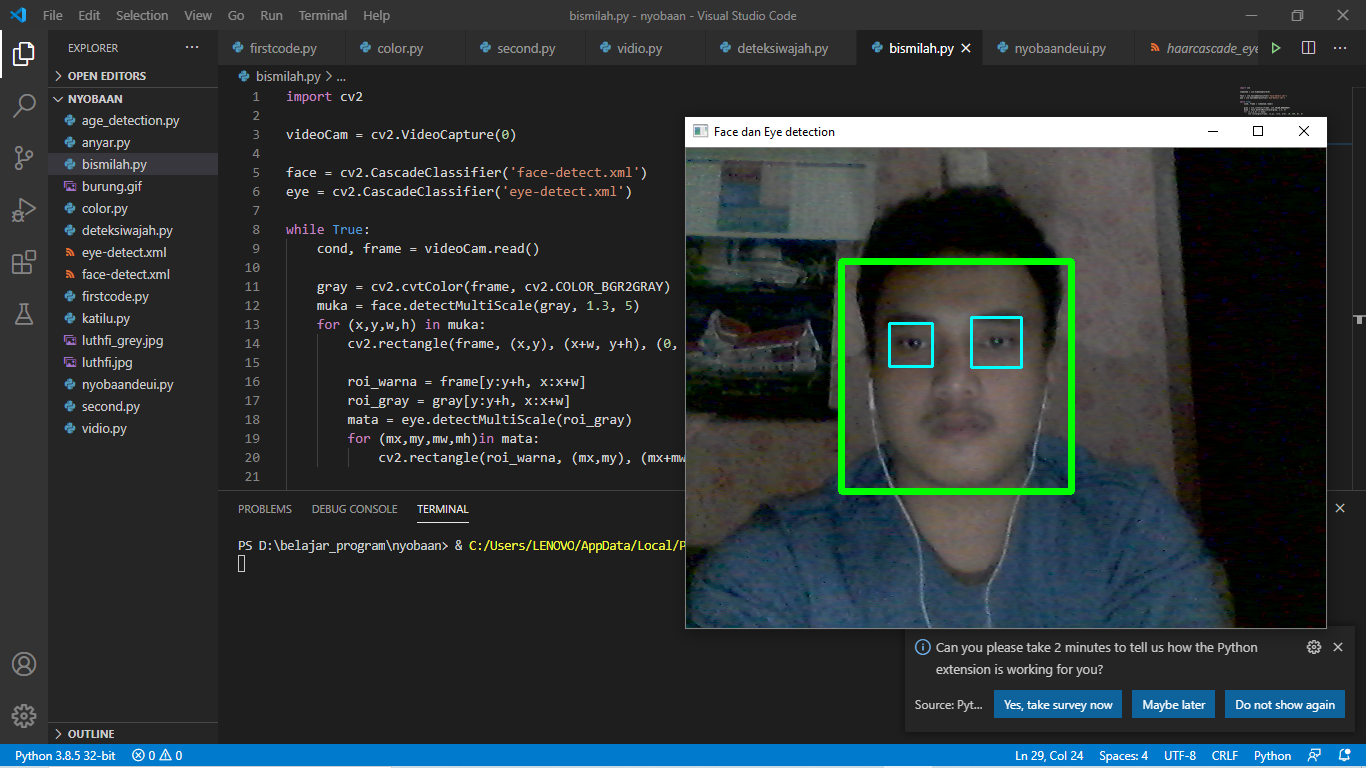 File Edit Selection View Go Run Terminal Help
bismilah.py - nyobaan - Visual Studio Code
EXPLORER
OPEN EDITORS
NYOBAAN
age_detection.py
anyar.py
bismilah.py
burung.gif
color.py
deteksiwajah.py
eye-detect.xml
face-detect.xml
firstcode.py
katilu.py
luthfi_grey.jpg
luthfi.jpg
nyobaandeui.py
second.py
vidio.py
OUTLINE
firstcode.py color.py second.py vidio.py deteksiwajah.py bismilah.py nyobaandeui.py haarcascade_eye
bismilah.py > ...
1 import cv2
2
3 videoCam = cv2.VideoCapture(0)
4
5 face = cv2.CascadeClassifier('face-detect.xml')
6 eye = cv2.CascadeClassifier('eye-detect.xml')
7
8 while True:
9 cond, frame = videoCam.read()
10
11 gray = cv2.cvtColor(frame, cv2.COLOR_BGR2GRAY)
12 muka = face.detectMultiScale(gray, 1.3, 5)
13 for (x,y,w,h) in muka:
14 cv2.rectangle(frame, (x,y), (x+w, y+h), (0,
15
16 roi_warna = frame[y:y+h, x:x+w]
17 roi_gray = gray[y:y+h, x:x+w]
18 mata = eye.detectMultiScale(roi_gray)
19 for (mx,my,mw,mh)in mata:
20 cv2.rectangle(roi_warna, (mx,my), (mx+mw
21
Face dan Eye detection
PROBLEMS DEBUG CONSOLE TERMINAL
PS D:\belajar_program\nyobaan> & C:/Users/LENOVO/AppData/Local/P
Can you please take 2 minutes to tell us how the Python
extension is working for you?
Source: Pyt...
Yes, take survey now
Maybe later
Do not show again
Python 3.8.5 32-bit 0 0
Ln 29, Col 24 Spaces: 4 UTF-8 CRLF Python